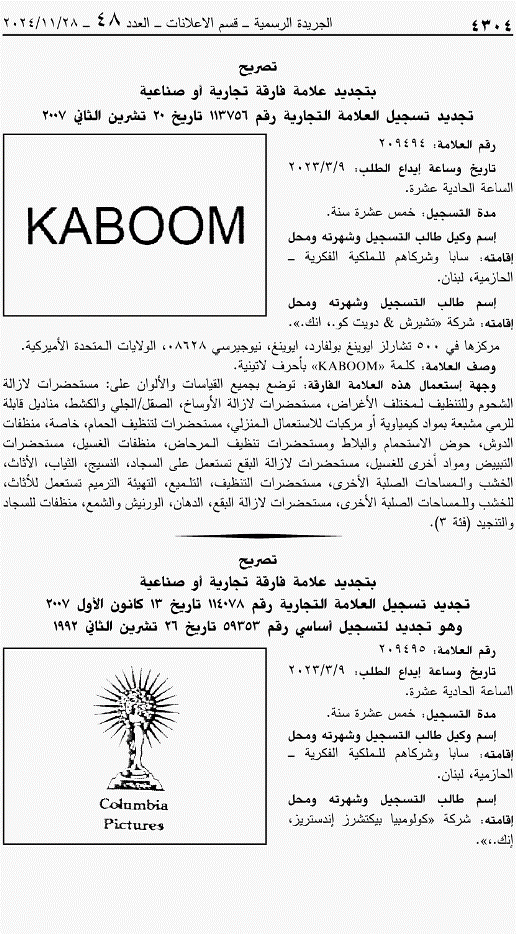 ٤٣٠٤
الجريدة الرسمية ــ قسم الاعلانات ــ العدد ٤٨ ــ ٢٠٢٤/١١/٢٨
تصريح
بتجديد علامة فارقة تجارية أو صناعية
تجديد تسجيل العلامة التجارية رقم ١١٣٧٥٦ تاريخ ٢٠ تشرين الثاني ٢٠٠٧
رقم العلامة: ٢٠٩٤٩٤
تاريخ وساعة إيداع الطلب: ٢٠٢٣/٣/٩
الساعة الحادية عشرة.
مدة التسجيل: خمس عشرة سنة.
إسم وكيل طالب التسجيل وشهرته ومحل
إقامته: سابا وشركاهم للملكية الفكرية ــ
الحازمية، لبنان.
إسم طالب التسجيل وشهرته ومحل
إقامته: شركة «تشيرش & دويت كو.، انك.».
KABOOM
مركزها في ٥٠٠ تشارلز ايوينغ بولفارد، ايوينغ، نيوجيرسي ٠٨٦٢٨، الولايات المتحدة الأميركية.
وصف العلامة: كلمة «KABOOM» بأحرف لاتينية.
وجهة إستعمال هذه العلامة الفارقة: توضع بجميع القياسات والألوان على: مستحضرات لازالة
الشحوم وللتنظيف لمختلف الأغراض، مستحضرات لازالة الأوساخ، الصقل/الجلي والكشط، مناديل قابلة
للرمي مشبعة بمواد كيمياوية أو مركبات للاستعمال المنزلي، مستحضرات لتنظيف الحمام، خاصة، منظفات
الدوش، حوض الاستحمام والبلاط ومستحضرات تنظيف المرحاض، منظفات الغسيل، مستحضرات
التبييض ومواد أخرى للغسيل، مستحضرات لازالة البقع تستعمل على السجاد، النسيج، الثياب، الأثاث،
الخشب والمساحات الصلبة الأخرى، مستحضرات التنظيف، التلميع، التهيئة الترميم تستعمل للأثاث،
للخشب وللمساحات الصلبة الأخرى، مستحضرات لازالة البقع، الدهان، الورنيش والشمع، منظفات للسجاد
والتنجيد (فئة ٣).
تصريح
بتجديد علامة فارقة تجارية أو صناعية
تجديد تسجيل العلامة التجارية رقم ١١٤٠٧٨ تاريخ ١٣ كانون الأول ٢٠٠٧
وهو تجديد لتسجيل أساسي رقم ٥٩٣٥٣ تاريخ ٢٦ تشرين الثاني ١٩٩٢
رقم العلامة: ٢٠٩٤٩٥
تاريخ وساعة إيداع الطلب: ٢٠٢٣/٣/٩
الساعة الحادية عشرة.
مدة التسجيل: خمس عشرة سنة.
إسم وكيل طالب التسجيل وشهرته ومحل
إقامته: سابا وشركاهم للملكية الفكرية ــ
الحازمية، لبنان.
إسم طالب التسجيل وشهرته ومحل
إقامته: شركة «كولومبيا بيكتشرز إندستريز،
إنك.،».
Columbia
Pictures